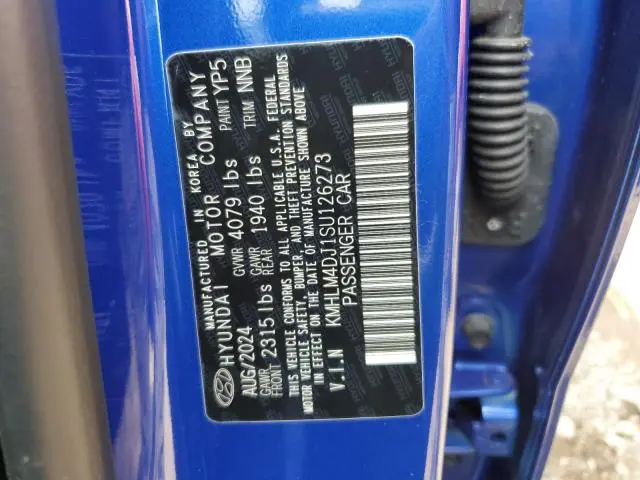 MANUFACTURED IN KOREA BY
HYUNDAI MOTOR COMPANY
AUG/2024 GVWR 4079 lbs PAINT YP5
GAWR FRONT 2315 lbs GAWR REAR 1940 lbs TRIM NNB
THIS VEHICLE CONFORMS TO ALL APPLICABLE U.S.A. FEDERAL
MOTOR VEHICLE SAFETY, BUMPER, AND THEFT PREVENTION STANDARDS
IN EFFECT ON THE DATE OF MANUFACTURE SHOWN ABOVE
V.I.N KMHLM4DJ1SU126273
PASSENGER CAR